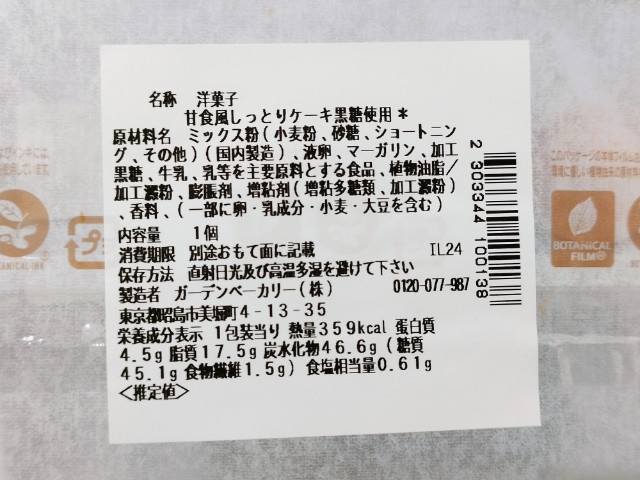 名称 洋菓子
甘食風しっとりケーキ黒糖使用＊
原材料名 ミックス粉(小麦粉、砂糖、ショートニン
グ、その他)(国内製造)、液卵、マーガリン、加工
黒糖、牛乳、乳等を主要原料とする食品、植物油脂/
加工澱粉、膨脹剤、増粘剤(増粘多糖類、加工澱粉)
、香料、(一部に卵・乳成分・小麦・大豆を含む)
内容量 1個
消費期限 別途おもて面に記載 IL24
保存方法 直射日光及び高温多湿を避けて下さい
製造者 ガーデンベーカリー(株) 0120-077-987
東京都昭島市美堀町4-13-35
栄養成分表示 1包装当り 熱量359kcal 蛋白質
4.5g 脂質17.5g 炭水化物46.6g(糖質
45.1g 食物繊維1.5g) 食塩相当量0.61g
<推定値>
2 303344 100138
BOTANICAL
FILM